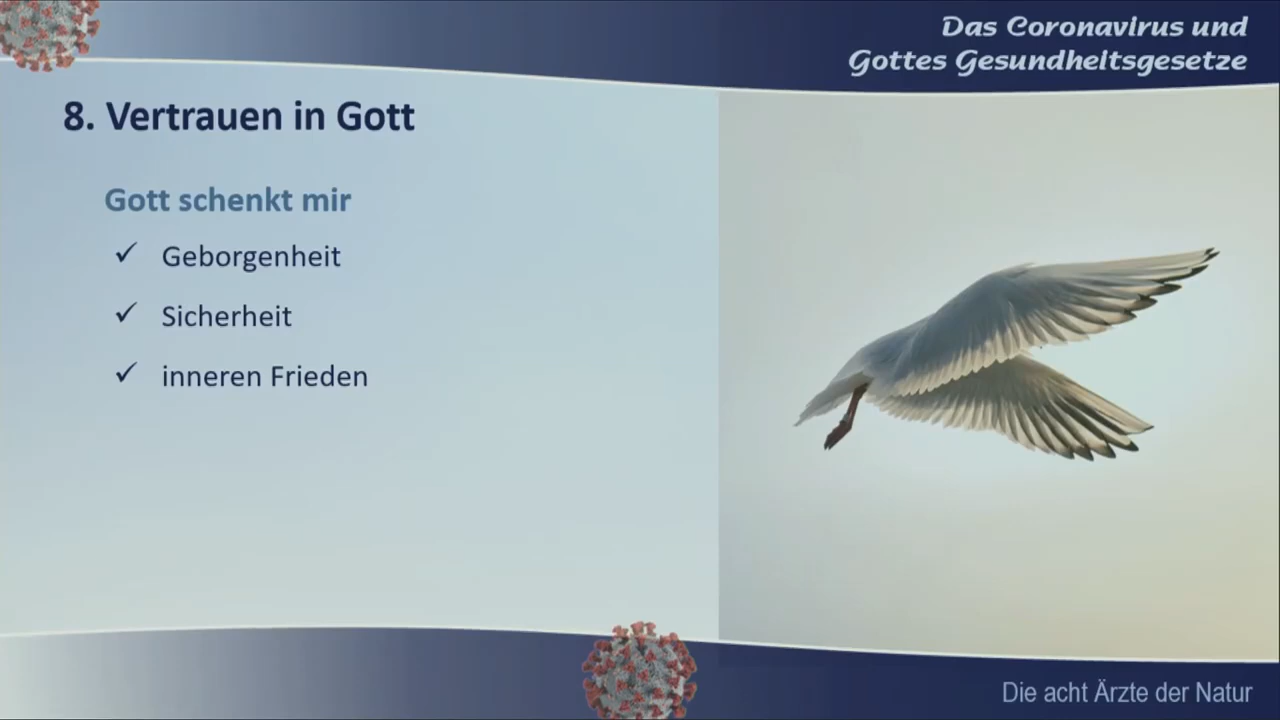 Das Coronavirus und
Gottes Gesundheitsgesetze
8. Vertrauen in Gott
Gott schenkt mir
✓ Geborgenheit
✓ Sicherheit
✓ inneren Frieden
Die acht Ärzte der Natur